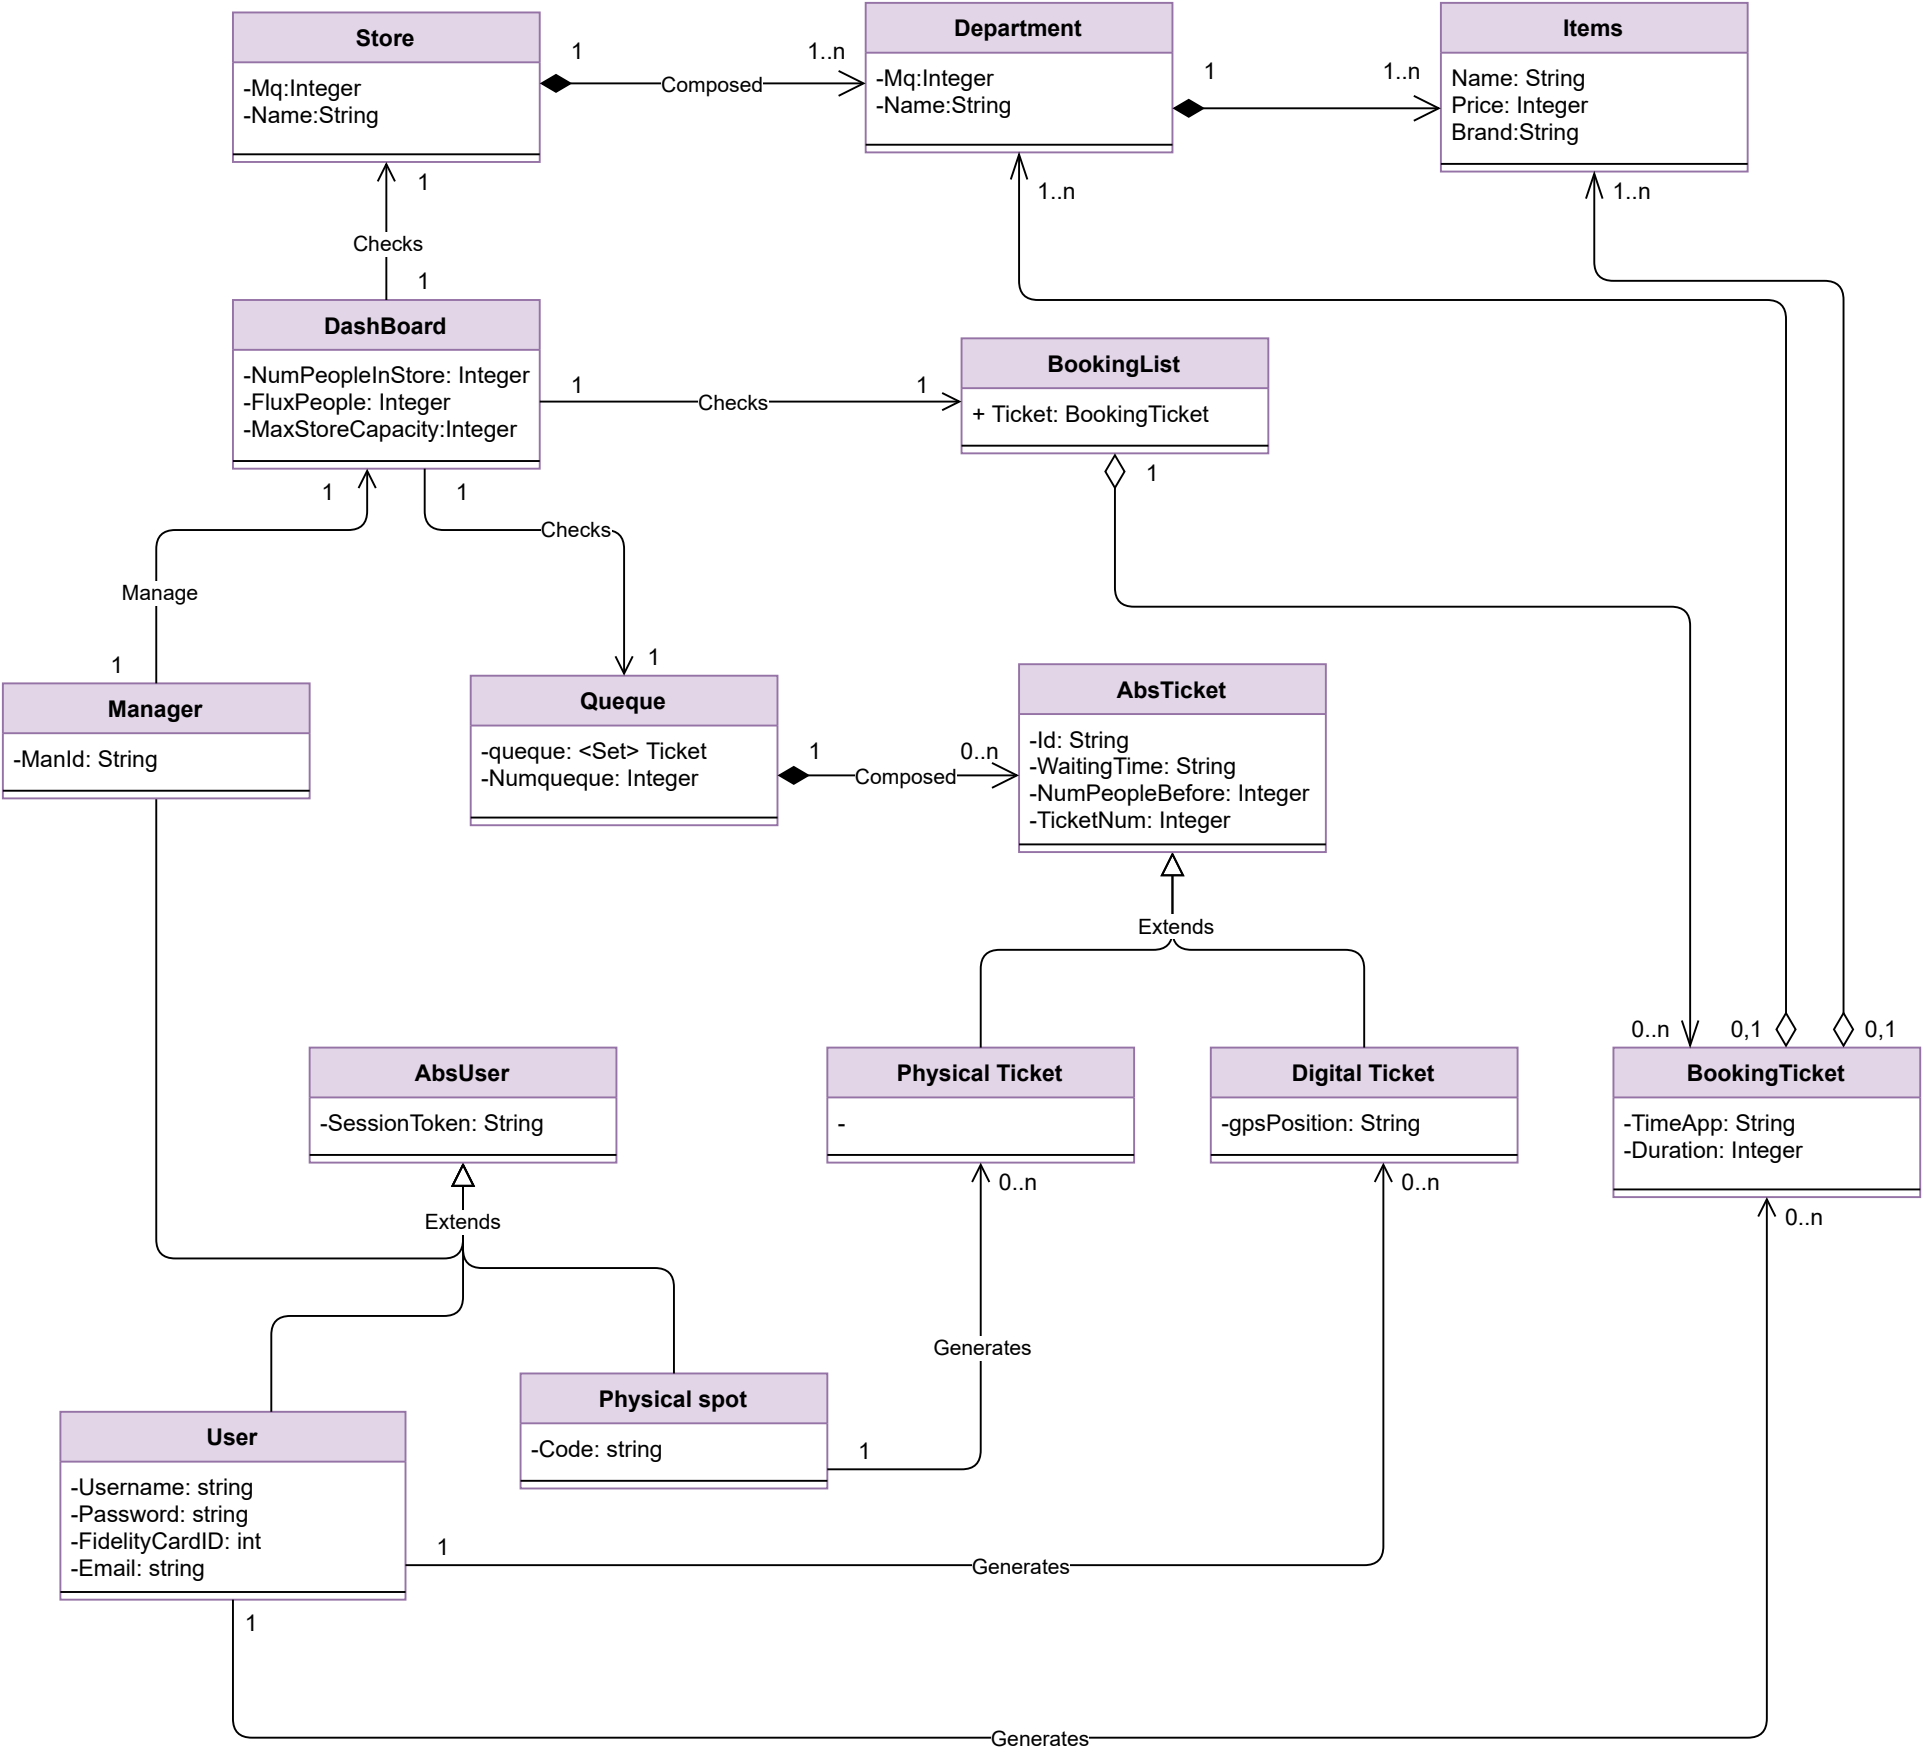 Store
-Mq:Integer
-Name:String
1
Composed
1..n
Department
-Mq:Integer
-Name:String
1
1..n
Items
Name: String
Price: Integer
Brand:String
1
Checks
1
1..n
1..n
DashBoard
-NumPeopleInStore: Integer
-FluxPeople: Integer
-MaxStoreCapacity:Integer
1
Checks
1
BookingList
+ Ticket: BookingTicket
1
1
1
Checks
Manage
1
1
Manager
-ManId: String
Queque
-queque: <Set> Ticket
-Numqueque: Integer
1
Composed
0..n
AbsTicket
-Id: String
-WaitingTime: String
-NumPeopleBefore: Integer
-TicketNum: Integer
Extends
0..n
0,1
0,1
AbsUser
-SessionToken: String
Physical Ticket
-
Digital Ticket
-gpsPosition: String
BookingTicket
-TimeApp: String
-Duration: Integer
0..n
0..n
0..n
Extends
Generates
Physical spot
-Code: string
1
User
-Username: string
-Password: string
-FidelityCardID: int
-Email: string
1
Generates
1
Generates